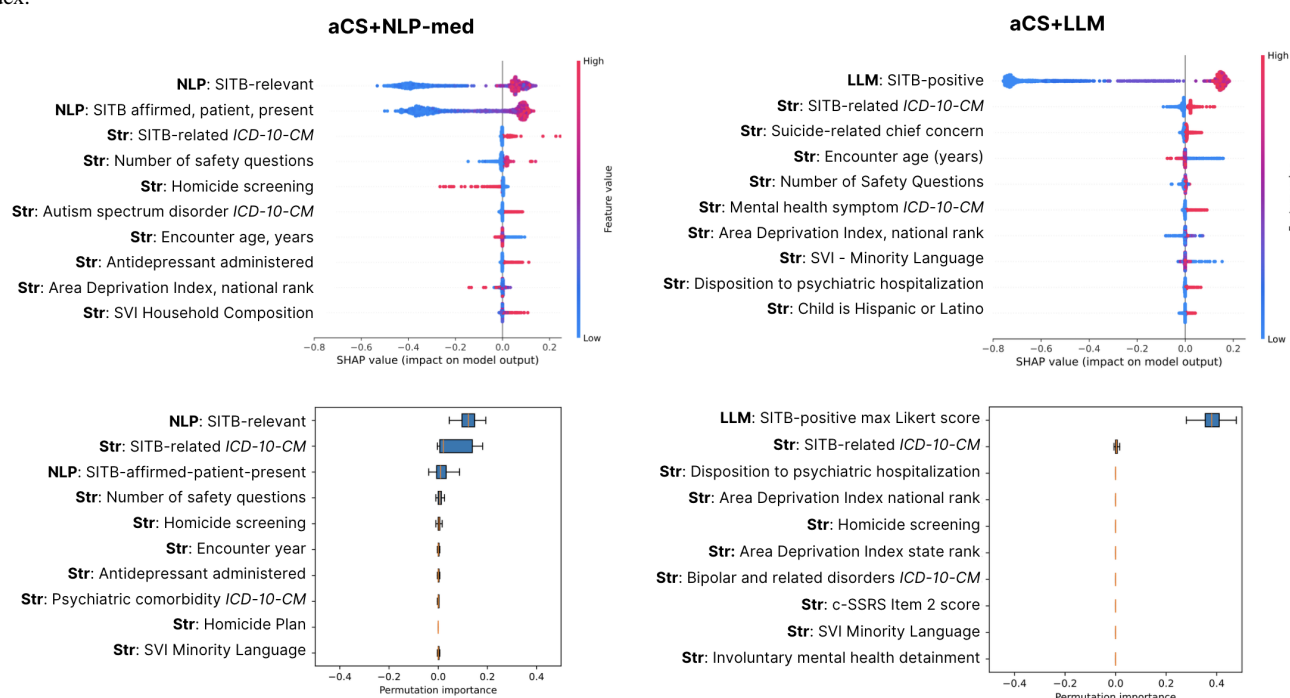 aCS+NLP-med
NLP: SITB-relevant
NLP: SITB affirmed, patient, present
Str: SITB-related ICD-10-CM
Str: Number of safety questions
Str: Homicide screening
Str: Autism spectrum disorder ICD-10-CM
Str: Encounter age, years
Str: Antidepressant administered
Str: Area Deprivation Index, national rank
Str: SVI Household Composition
−0.8 −0.6 −0.4 −0.2 0.0 0.2
SHAP value (impact on model output)
High
Feature value
Low
aCS+LLM
LLM: SITB-positive
Str: SITB-related ICD-10-CM
Str: Suicide-related chief concern
Str: Encounter age (years)
Str: Number of Safety Questions
Str: Mental health symptom ICD-10-CM
Str: Area Deprivation Index, national rank
Str: SVI - Minority Language
Str: Disposition to psychiatric hospitalization
Str: Child is Hispanic or Latino
−0.8 −0.6 −0.4 −0.2 0.0 0.2
SHAP value (impact on model output)
High
Low
NLP: SITB-relevant
Str: SITB-related ICD-10-CM
NLP: SITB-affirmed-patient-present
Str: Number of safety questions
Str: Homicide screening
Str: Encounter year
Str: Antidepressant administered
Str: Psychiatric comorbidity ICD-10-CM
Str: Homicide Plan
Str: SVI Minority Language
−0.4 −0.2 0.0 0.2 0.4
Permutation importance
LLM: SITB-positive max Likert score
Str: SITB-related ICD-10-CM
Str: Disposition to psychiatric hospitalization
Str: Area Deprivation Index national rank
Str: Homicide screening
Str: Area Deprivation Index state rank
Str: Bipolar and related disorders ICD-10-CM
Str: c-SSRS Item 2 score
Str: SVI Minority Language
Str: Involuntary mental health detainment
−0.4 −0.2 0.0 0.2 0.4
Permutation importance